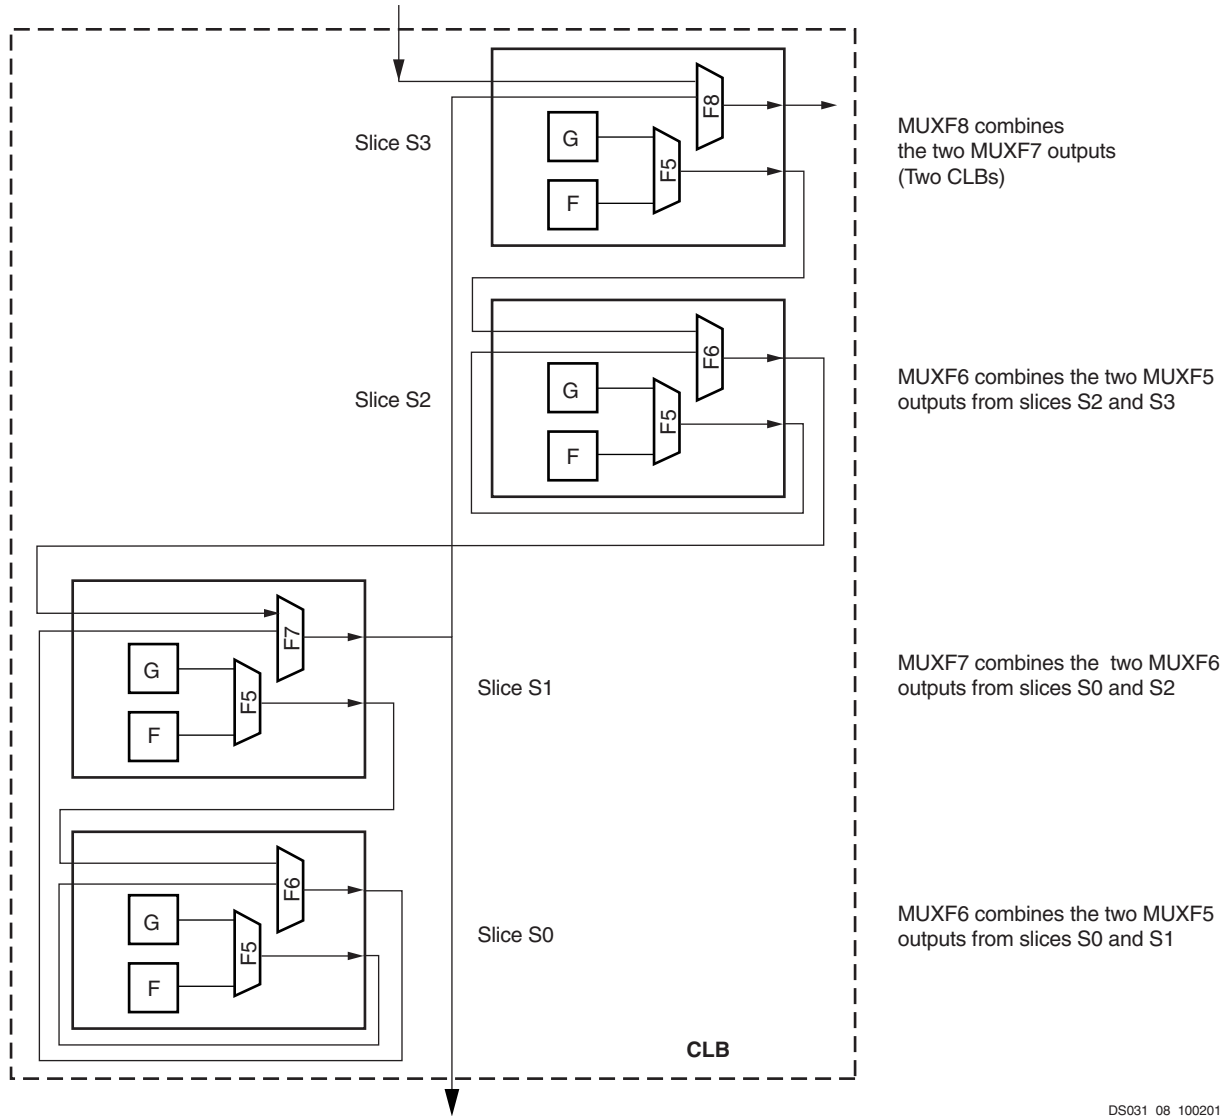 Slice S3
G
F
F5
F8
MUXF8 combines
the two MUXF7 outputs
(Two CLBs)
Slice S2
G
F
F5
F6
MUXF6 combines the two MUXF5
outputs from slices S2 and S3
G
F
F5
F7
Slice S1
MUXF7 combines the two MUXF6
outputs from slices S0 and S2
G
F
F5
F6
Slice S0
MUXF6 combines the two MUXF5
outputs from slices S0 and S1
CLB
DS031_08_100201